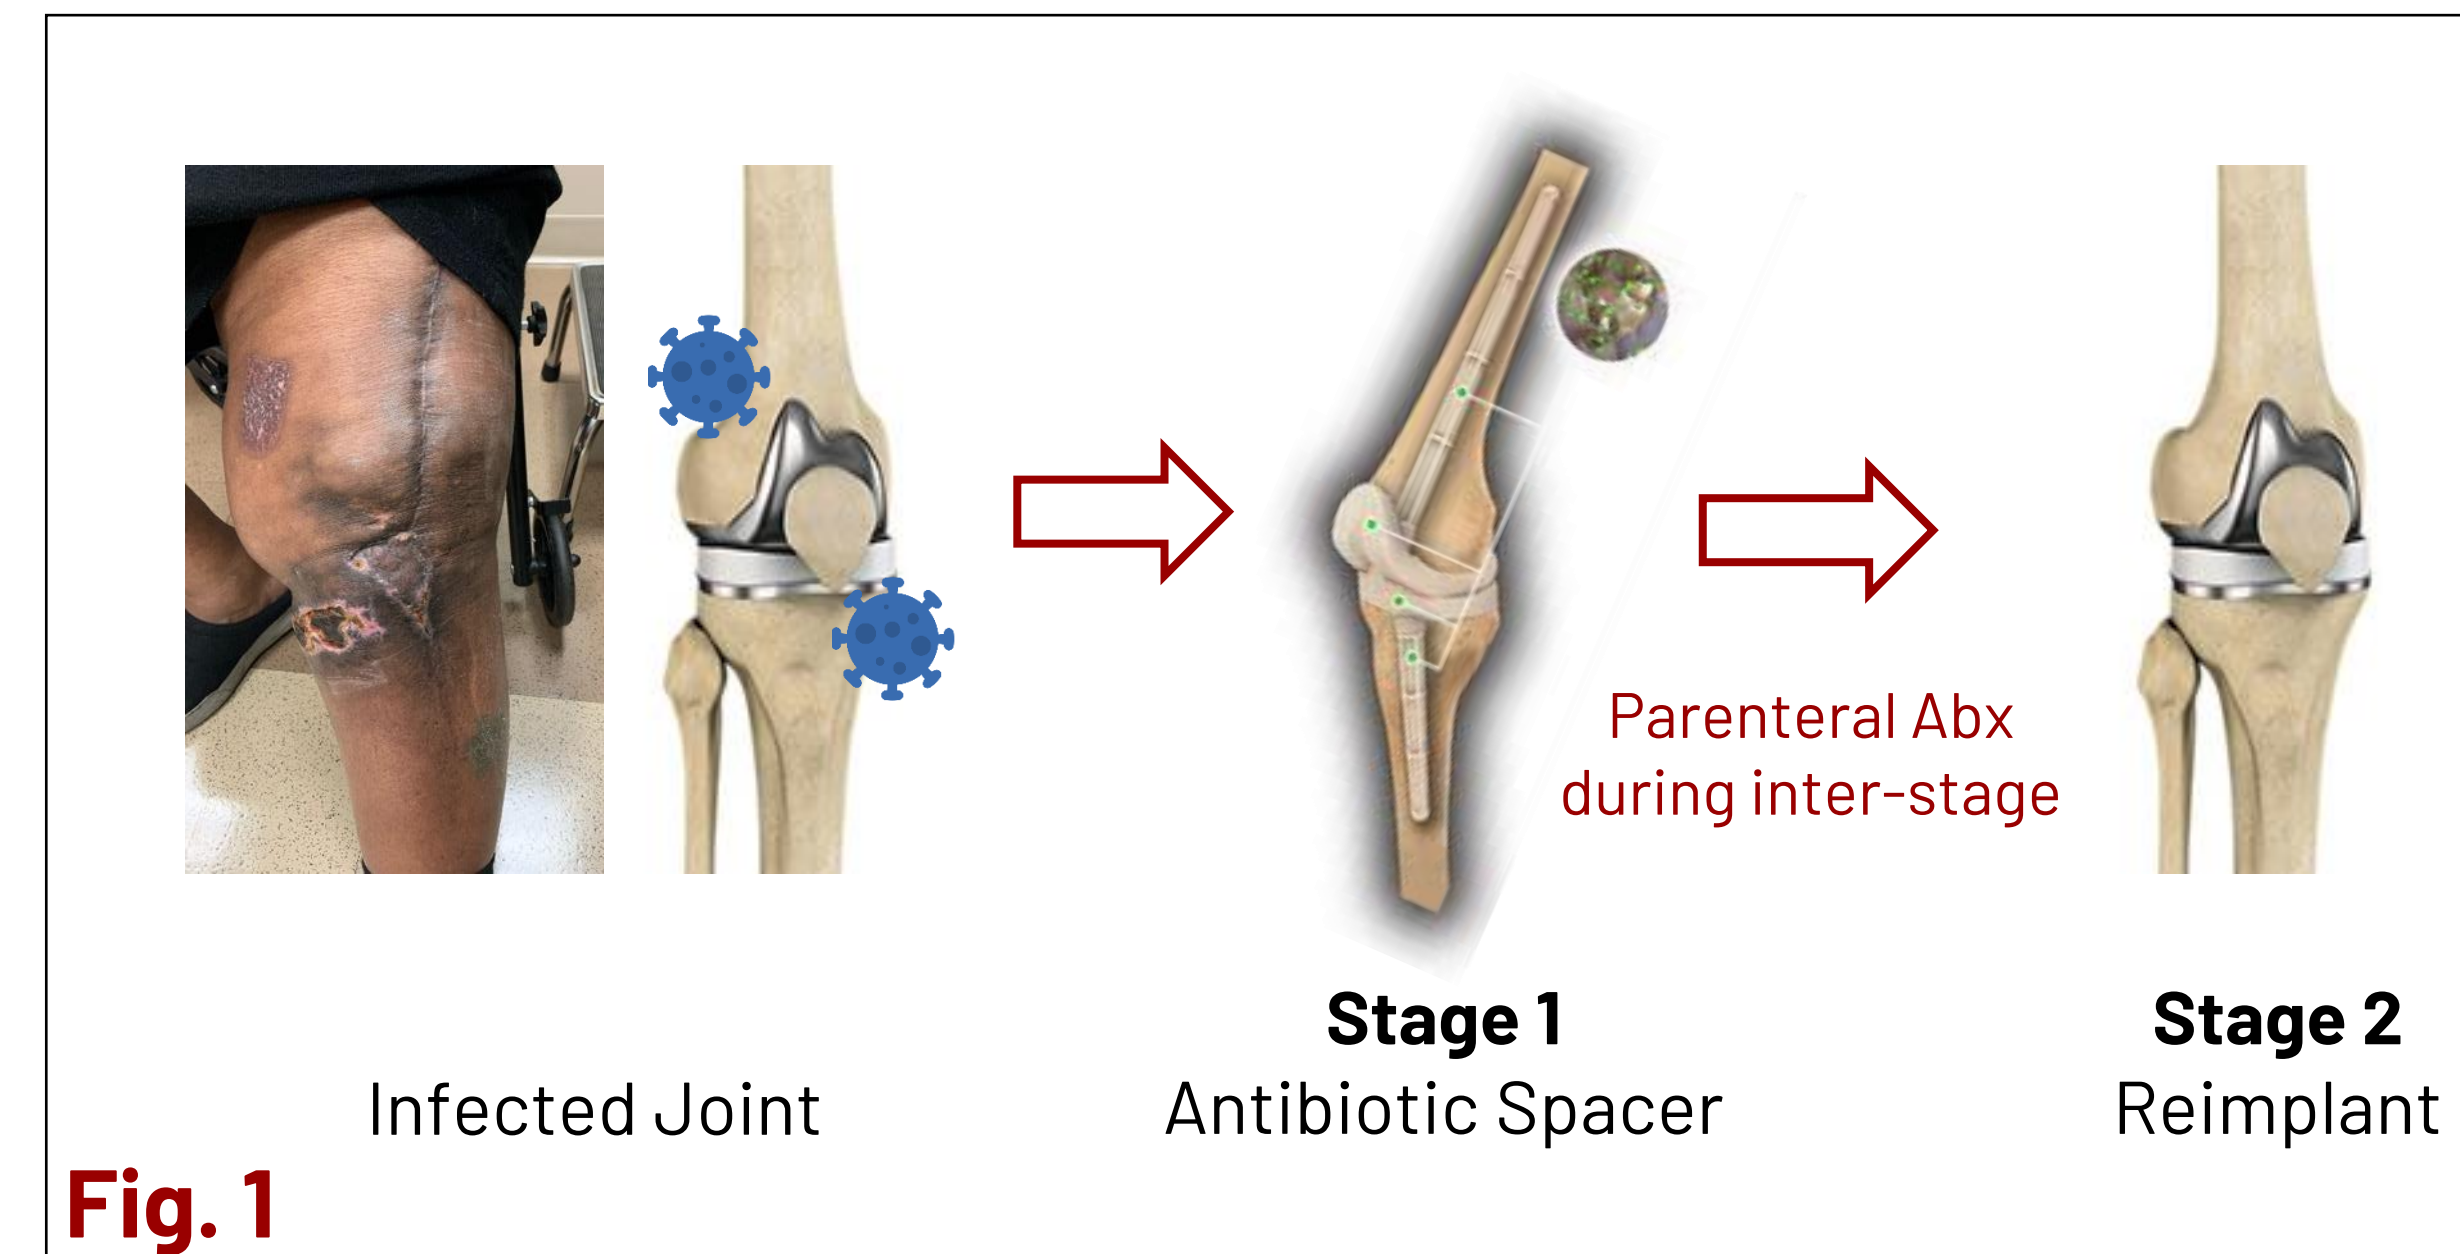 Parenteral Abx
during inter-stage
Stage 1
Stage 2
Infected Joint
Antibiotic Spacer
Reimplant
Fig. 1